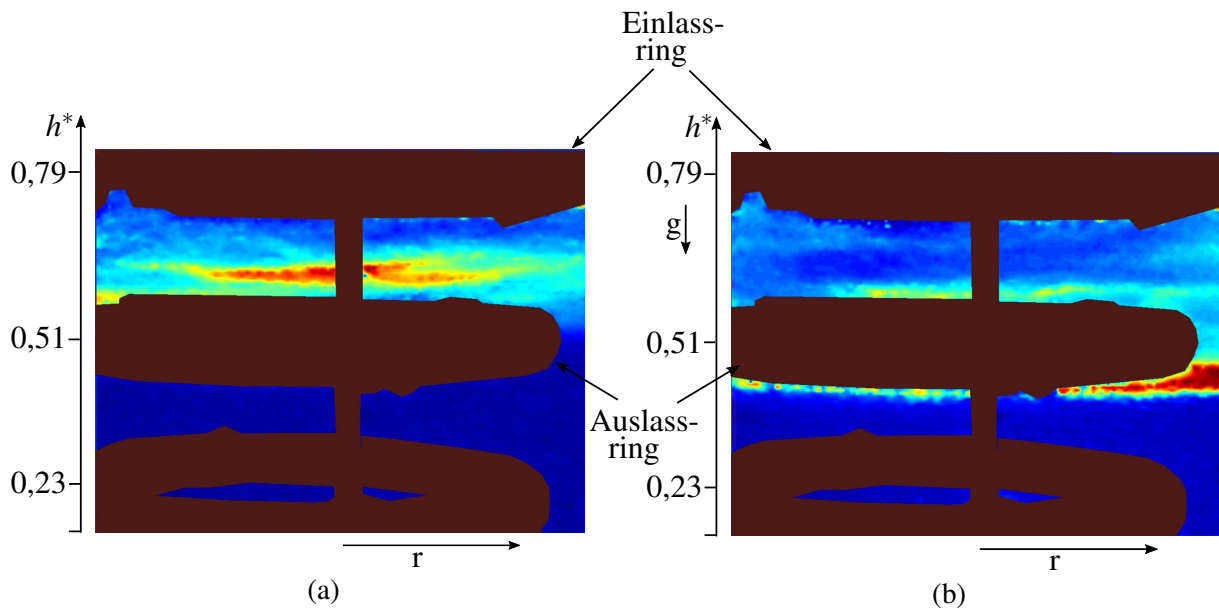 Einlass-
ring
h*
0,79
0,51
0,23
r
(a)
Auslass-
ring
h*
0,79
g
0,51
0,23
r
(b)